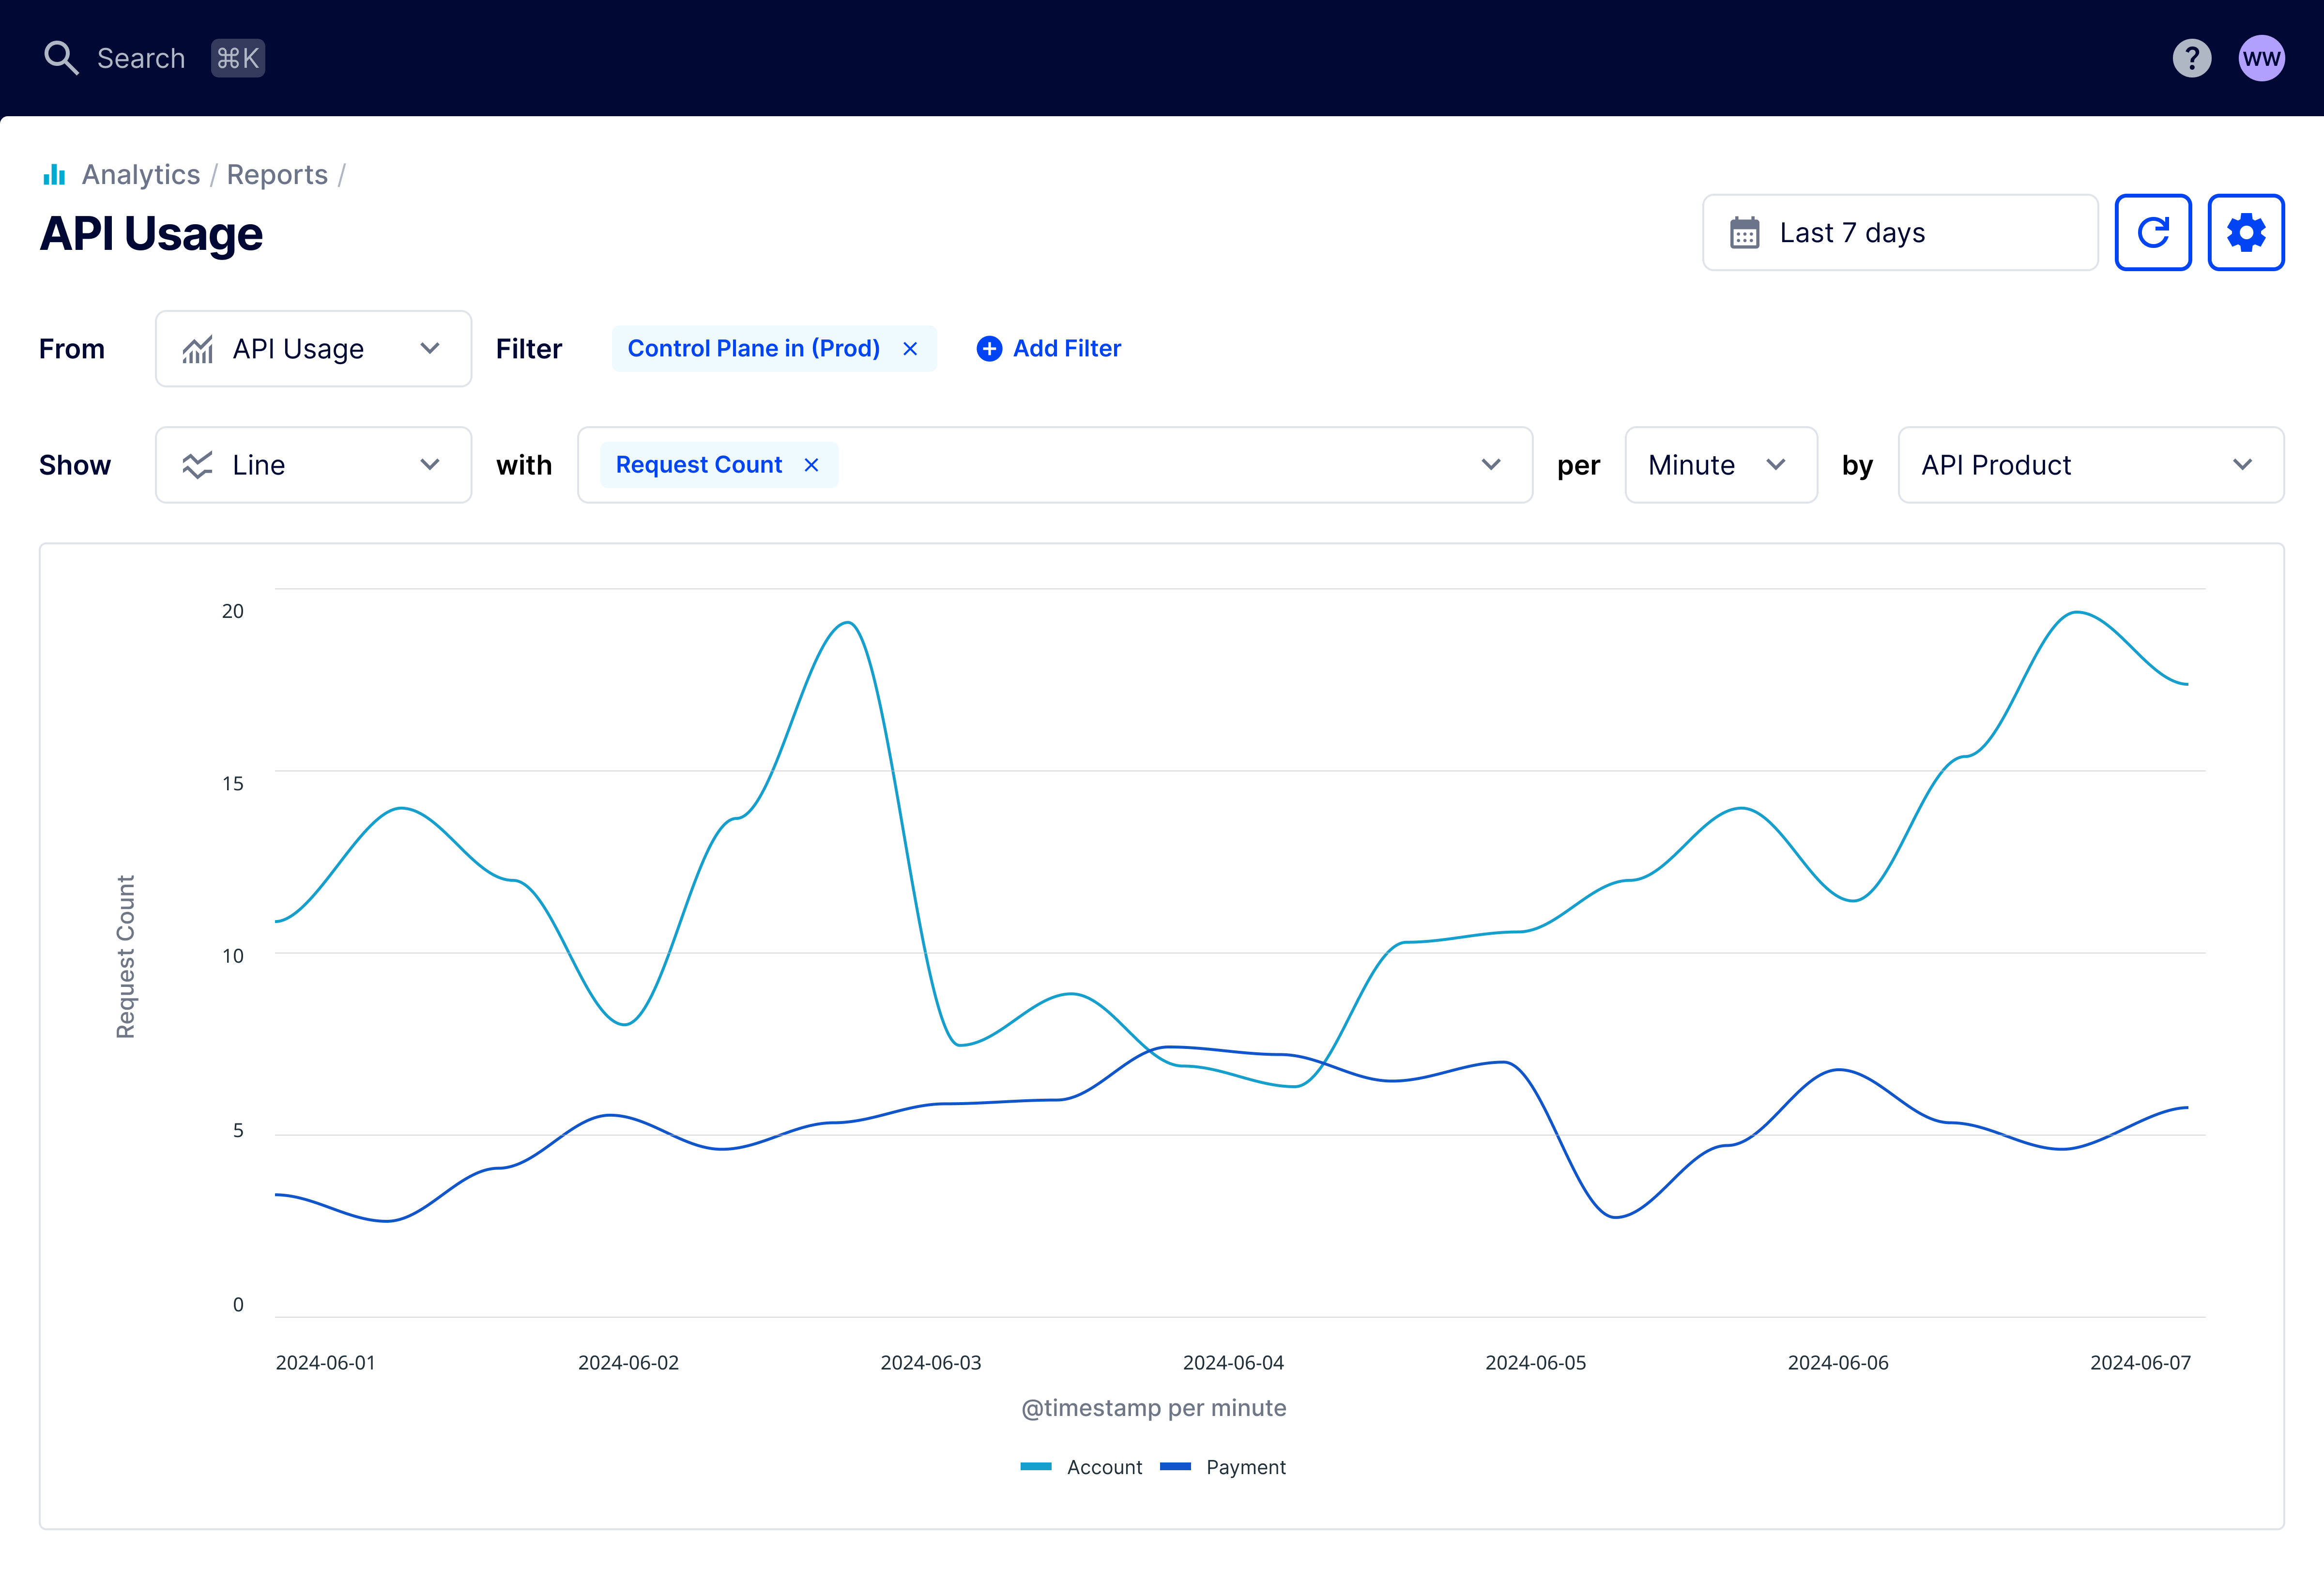 Search ⌘K ? WW
Analytics / Reports /
API Usage
Last 7 days
From API Usage Filter Control Plane in (Prod) Add Filter
Show Line with Request Count per Minute by API Product
20
15
10
5
0
Request Count
2024-06-01 2024-06-02 2024-06-03 2024-06-04 2024-06-05 2024-06-06 2024-06-07
@timestamp per minute
Account Payment